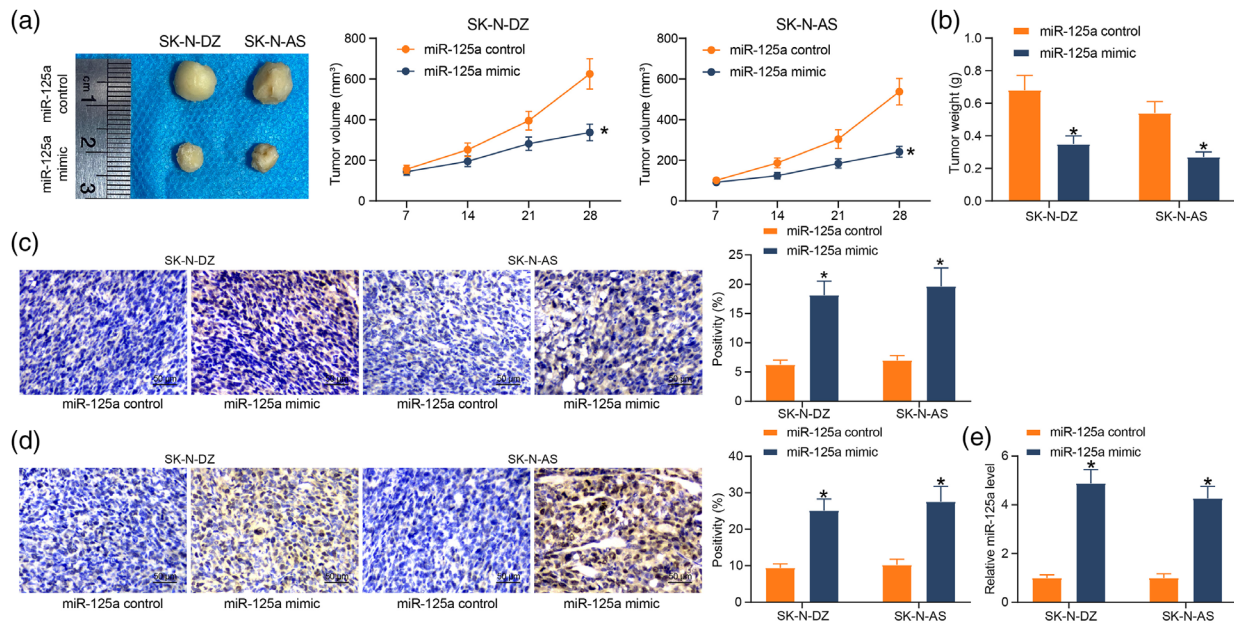 (a)
SK-N-DZ SK-N-AS
miR-125a
control
miR-125a
mimic
cm
1
2
3
SK-N-DZ
miR-125a control
miR-125a mimic
Tumor volume (mm³)
800
600
400
200
0
7 14 21 28
*
SK-N-AS
miR-125a control
miR-125a mimic
Tumor volume (mm³)
800
600
400
200
0
7 14 21 28
*
(b)
miR-125a control
miR-125a mimic
Tumor weight (g)
1.0
0.8
0.6
0.4
0.2
0.0
* *
SK-N-DZ SK-N-AS
(c)
SK-N-DZ SK-N-AS
50 μm 50 μm 50 μm 50 μm
miR-125a control miR-125a mimic miR-125a control miR-125a mimic
miR-125a control
miR-125a mimic
Positivity (%)
25
20
15
10
5
0
* *
SK-N-DZ SK-N-AS
(d)
SK-N-DZ SK-N-AS
50 μm 50 μm 50 μm 50 μm
miR-125a control miR-125a mimic miR-125a control miR-125a mimic
miR-125a control
miR-125a mimic
Positivity (%)
40
30
20
10
0
* *
SK-N-DZ SK-N-AS
(e)
miR-125a control
miR-125a mimic
Relative miR-125a level
6
4
2
0
* *
SK-N-DZ SK-N-AS